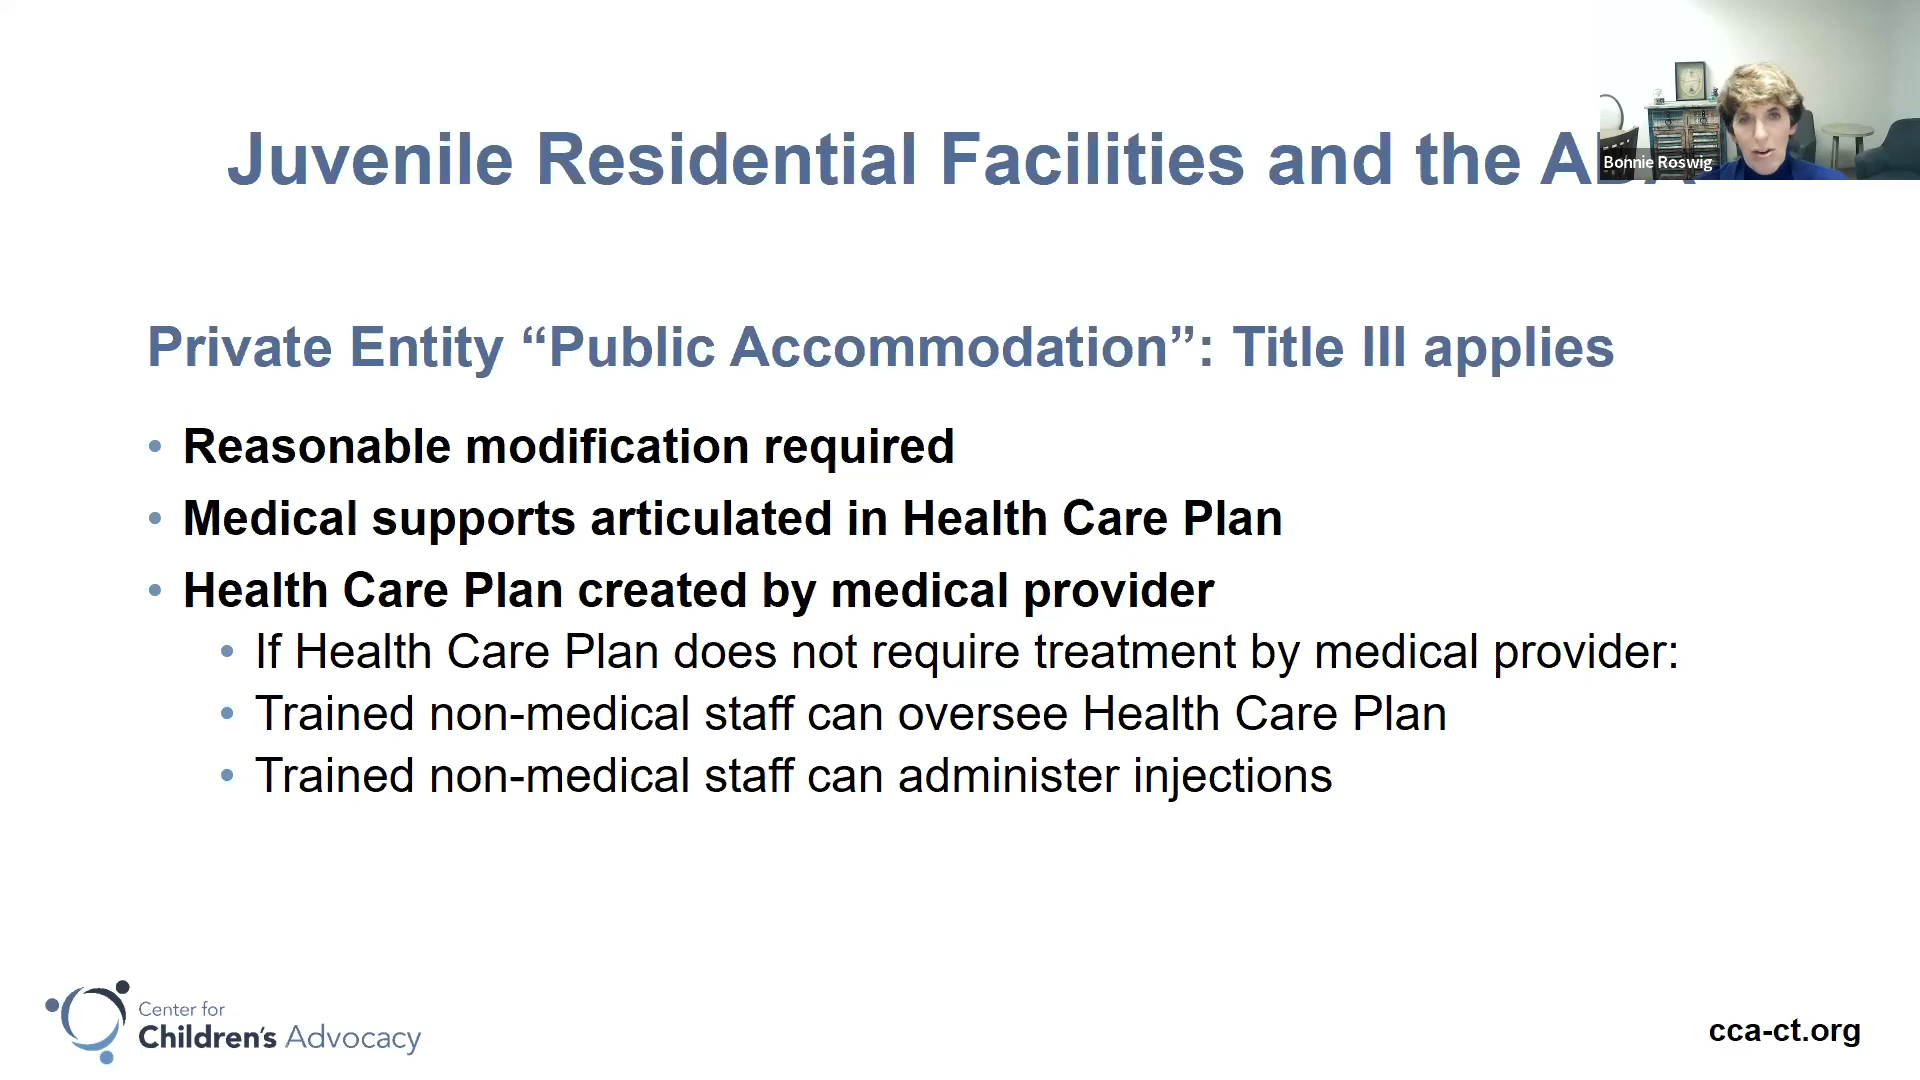 Juvenile Residential Facilities and the ADA
Bonnie Roswig
Private Entity “Public Accommodation”: Title III applies
• Reasonable modification required
• Medical supports articulated in Health Care Plan
• Health Care Plan created by medical provider
• If Health Care Plan does not require treatment by medical provider:
• Trained non-medical staff can oversee Health Care Plan
• Trained non-medical staff can administer injections
Center for
Children's Advocacy
cca-ct.org